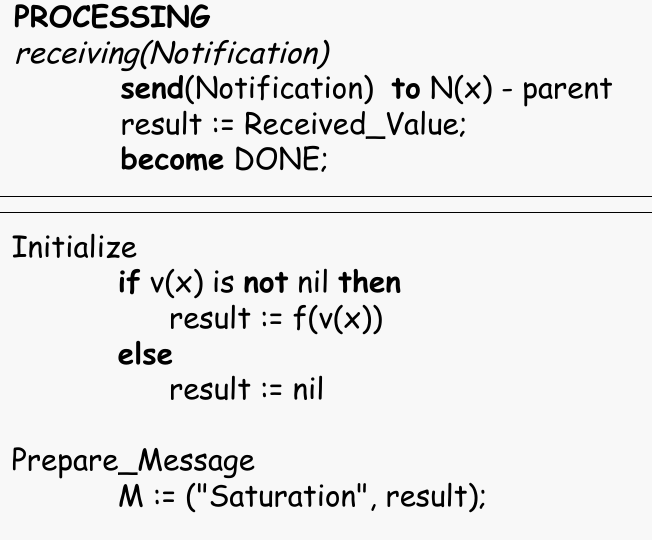 PROCESSING
receiving(Notification)
send(Notification) to N(x) - parent
result := Received_Value;
become DONE;
Initialize
if v(x) is not nil then
result := f(v(x))
else
result := nil
Prepare_Message
M := ("Saturation", result);